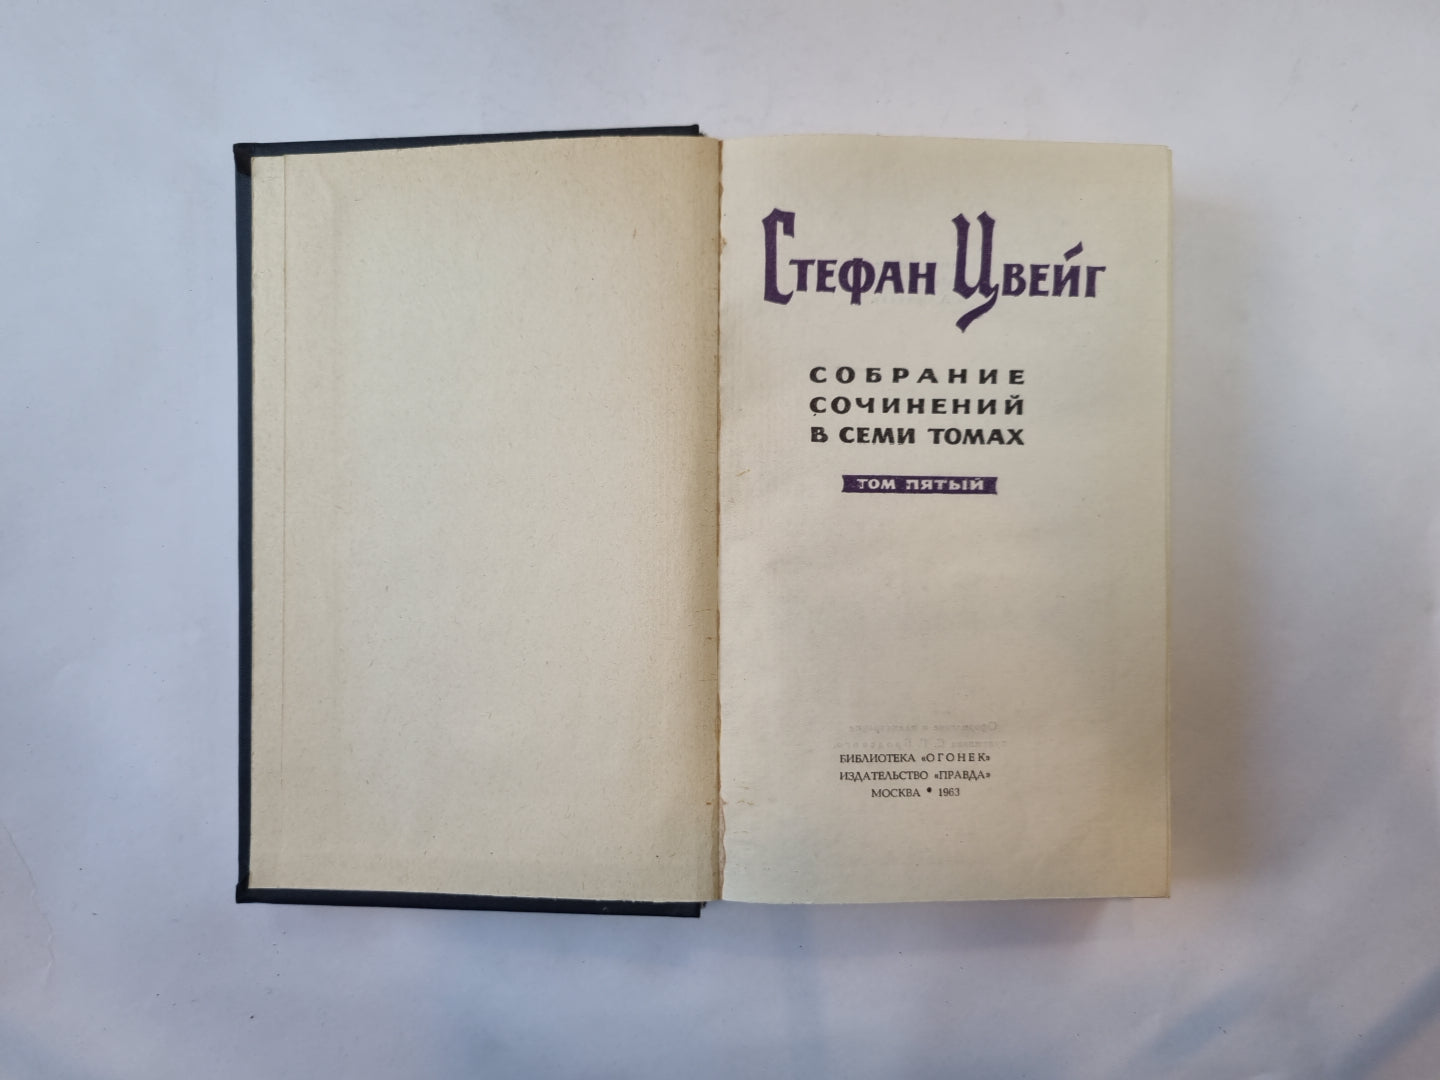 Стефан Цвейг
СОБРАНИЕ
СОЧИНЕНИЙ
В СЕМИ ТОМАХ
ТОМ ПЯТЫЙ
БИБЛИОТЕКА «ОГОНЕК»
ИЗДАТЕЛЬСТВО «ПРАВДА»
МОСКВА • 1963